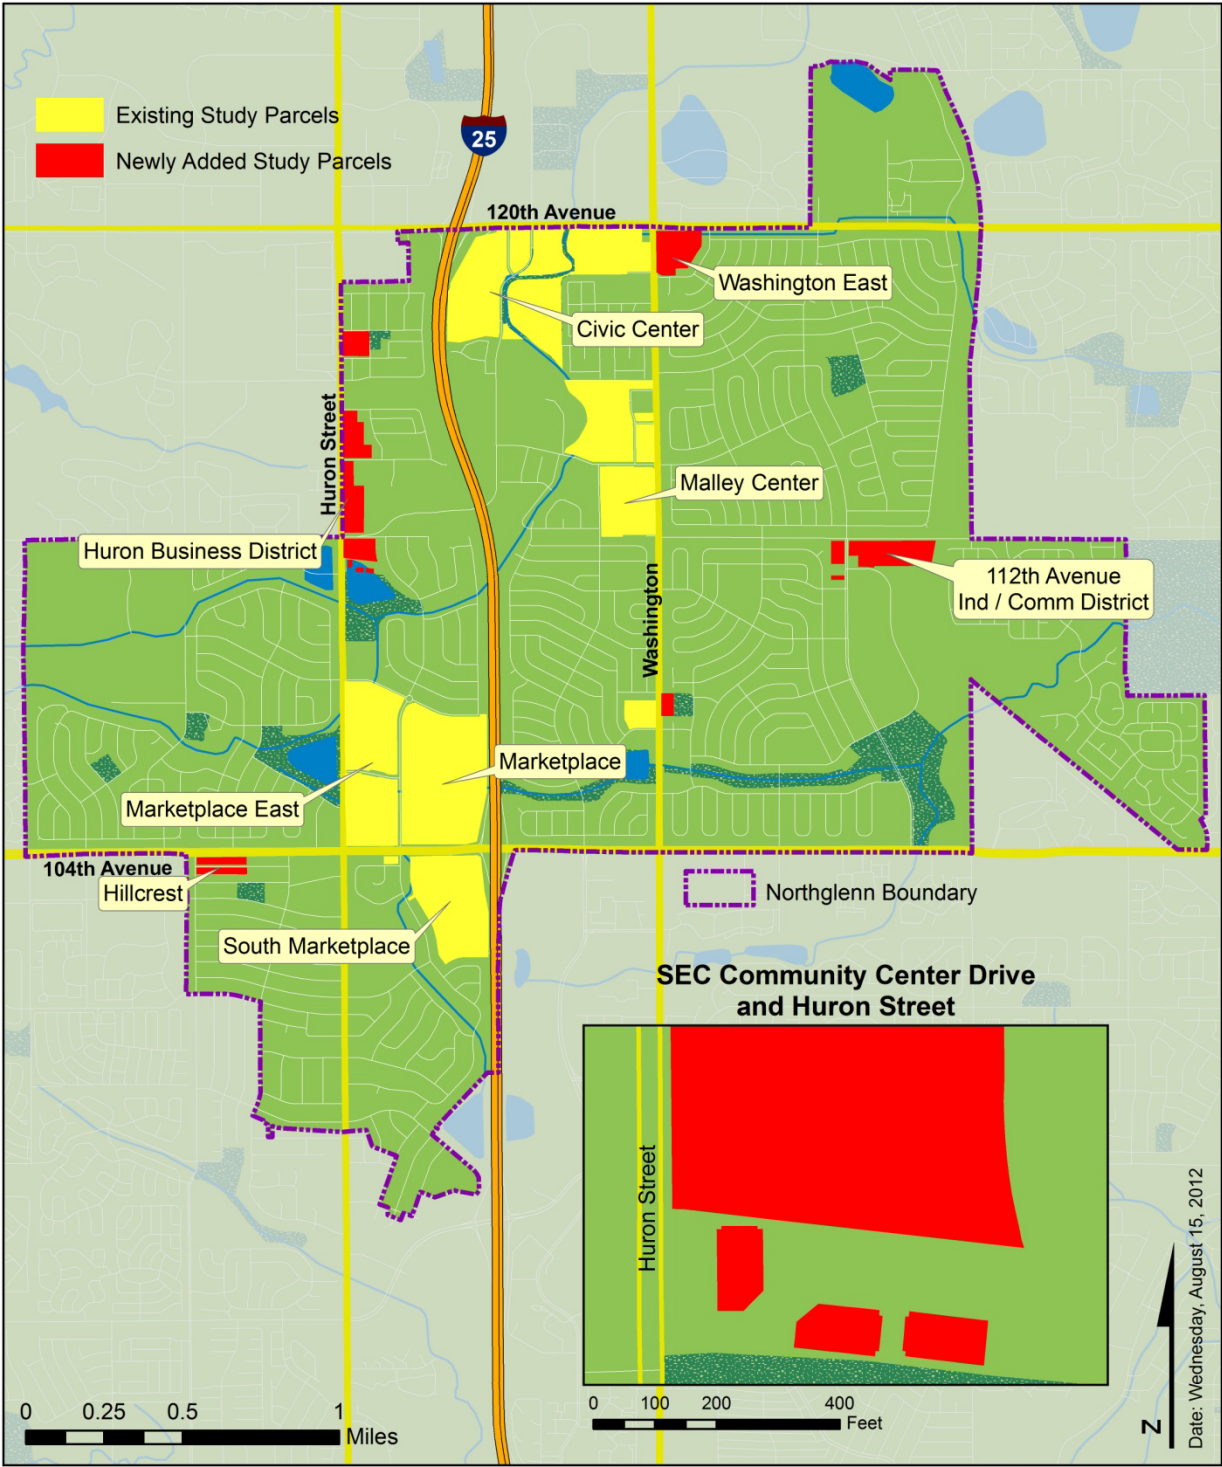 Existing Study Parcels
Newly Added Study Parcels
25
120th Avenue
Washington East
Civic Center
Huron Street
Malley Center
Huron Business District
112th Avenue
Ind / Comm District
Washington
Marketplace
Marketplace East
104th Avenue
Hillcrest
Northglenn Boundary
South Marketplace
SEC Community Center Drive
and Huron Street
Huron Street
0 100 200 400
Feet
0 0.25 0.5 1
Miles
N
Date: Wednesday, August 15, 2012